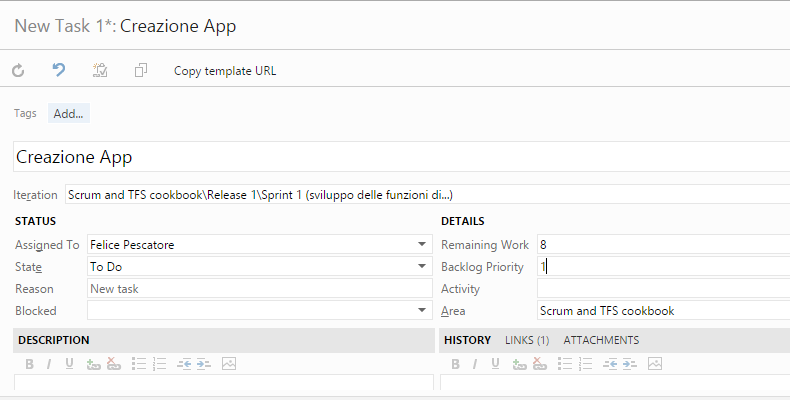 New Task 1*: Creazione App
Copy template URL
Tags Add...
Creazione App
Iteration Scrum and TFS cookbook\Release 1\Sprint 1 (sviluppo delle funzioni di...)
STATUS
Assigned To Felice Pescatore
State To Do
Reason New task
Blocked
DETAILS
Remaining Work 8
Backlog Priority 1
Activity
Area Scrum and TFS cookbook
DESCRIPTION
B I U
HISTORY LINKS (1) ATTACHMENTS
B I U